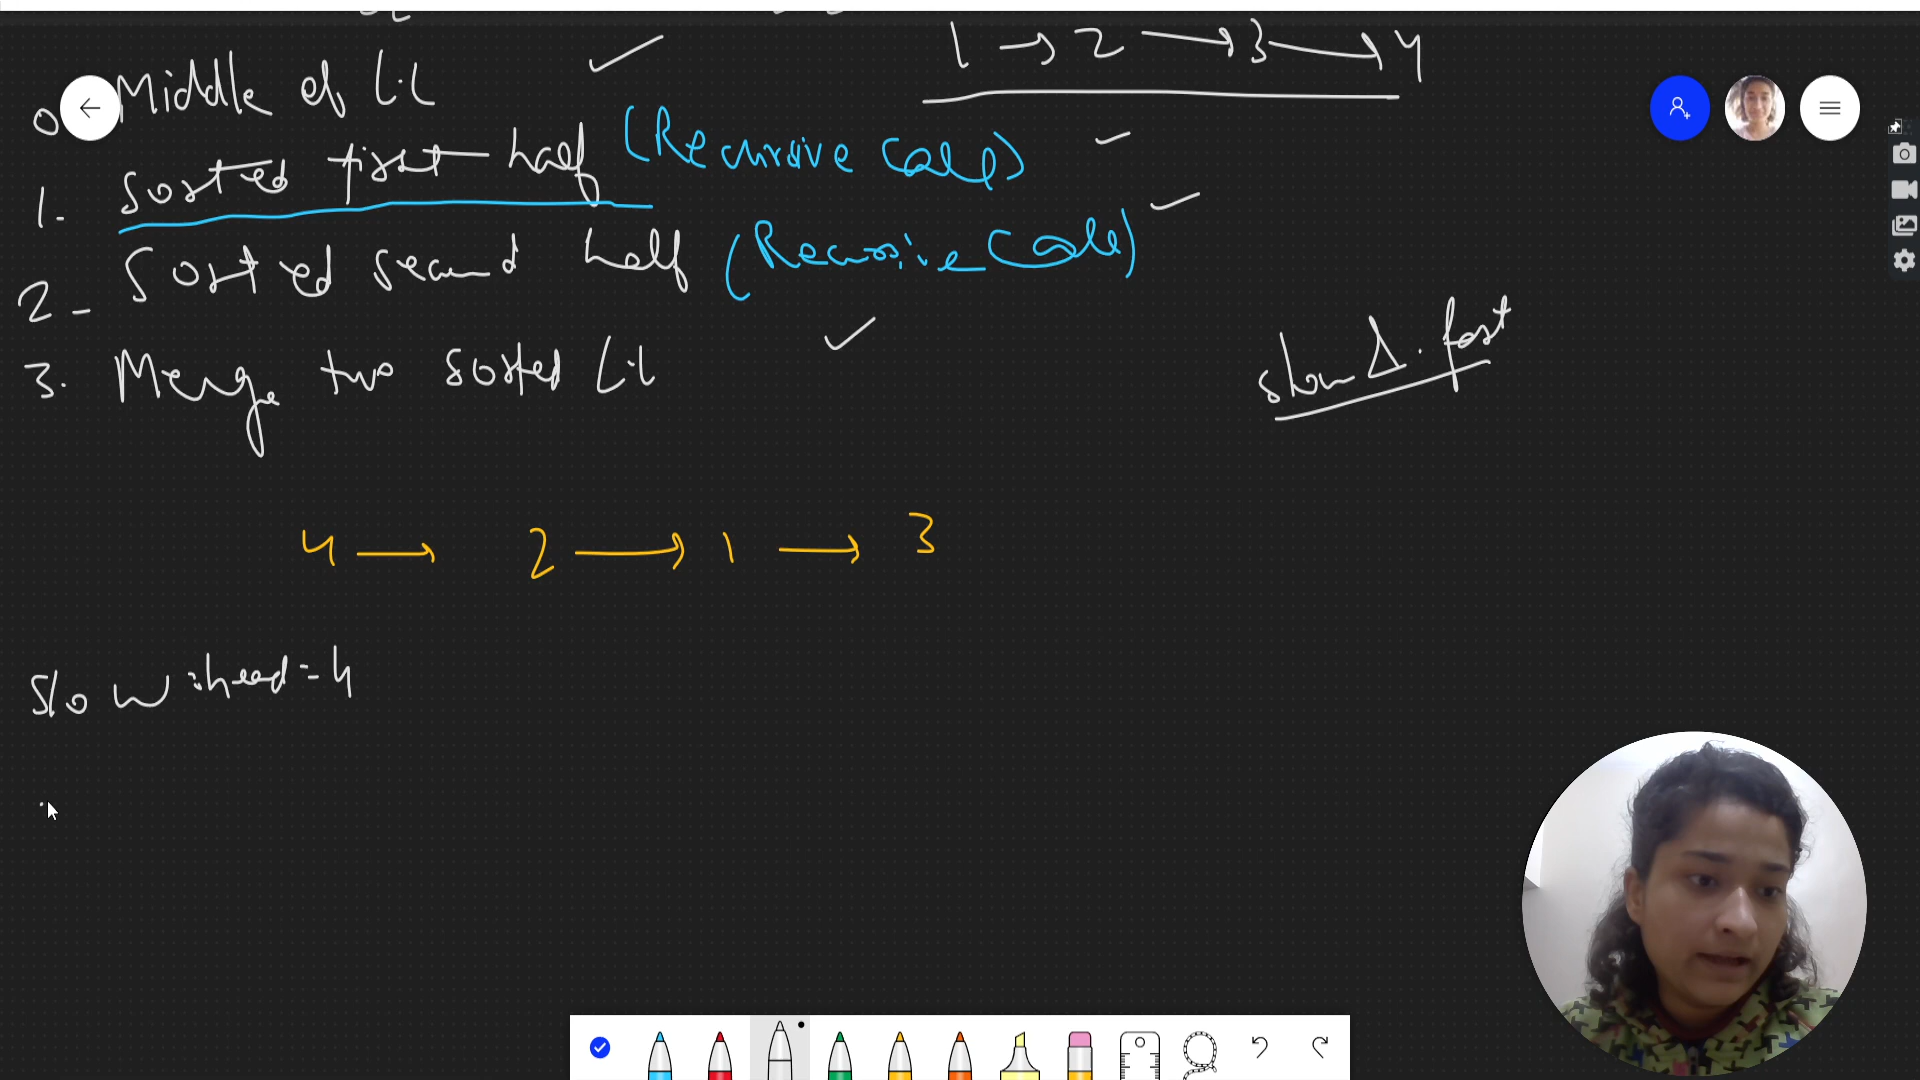 1 → 2 → 3 → 4
0 Middle of L.L
1. Sorted first half (Recursive call)
2 - Sorted second half (Recursive Call)
3. Merge two sorted L.L
slow & fast
4 → 2 → 1 → 3
Slow = head = 4